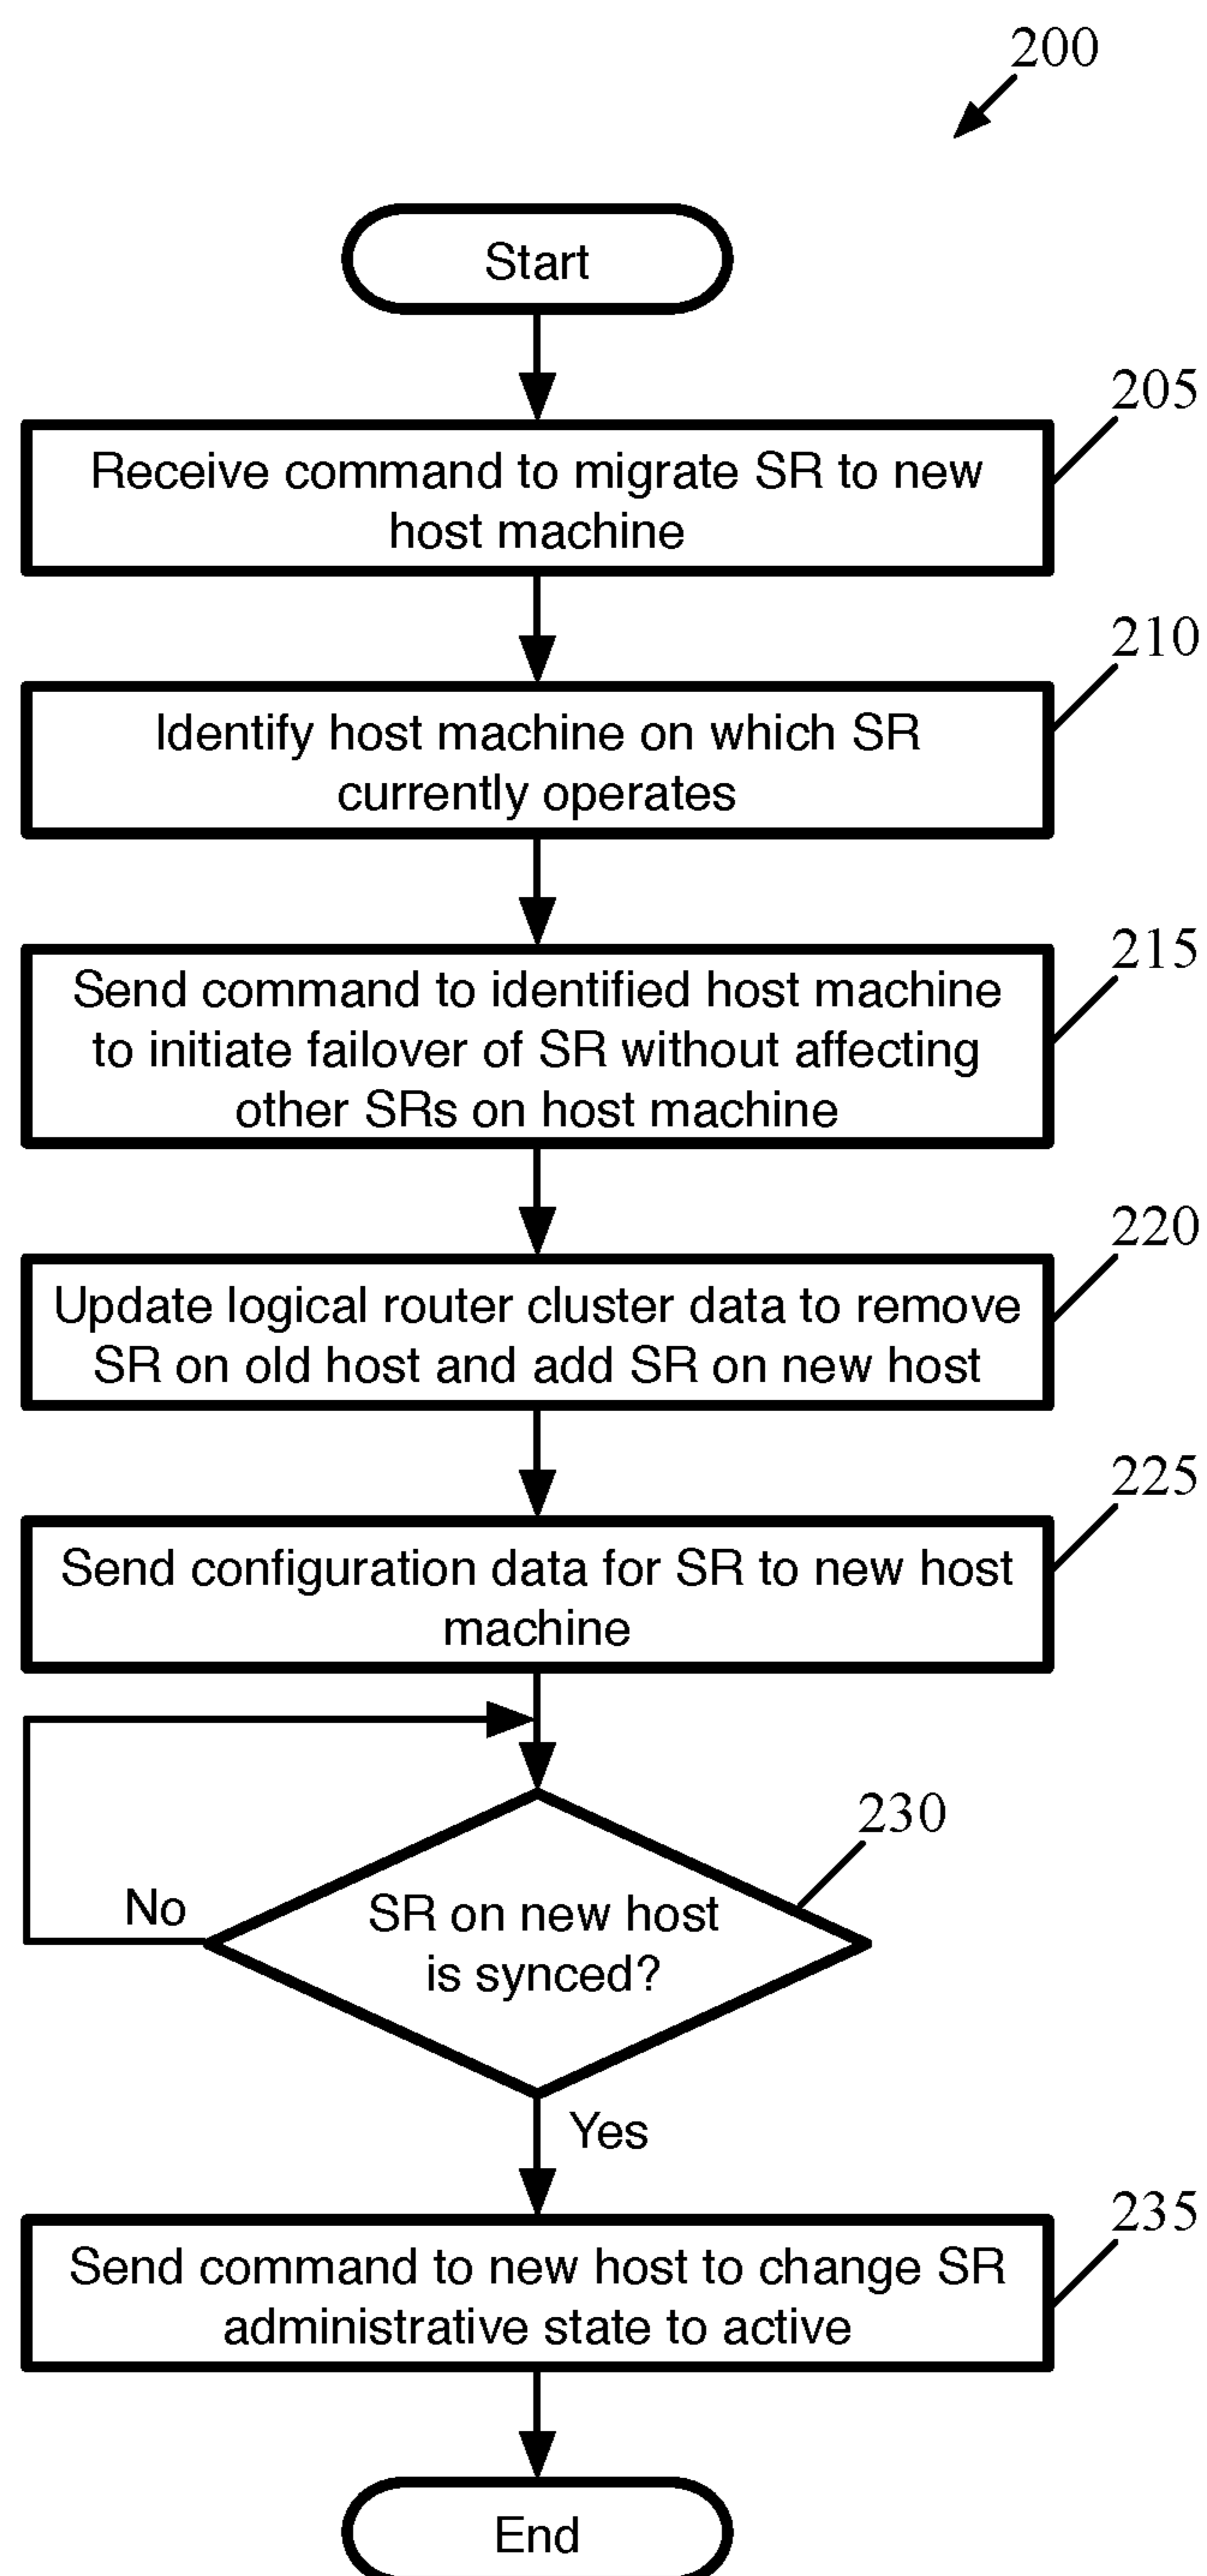 200
Start
205
Receive command to migrate SR to new
host machine
210
Identify host machine on which SR
currently operates
215
Send command to identified host machine
to initiate failover of SR without affecting
other SRs on host machine
220
Update logical router cluster data to remove
SR on old host and add SR on new host
225
Send configuration data for SR to new host
machine
230
No
SR on new host
is synced?
Yes
235
Send command to new host to change SR
administrative state to active
End